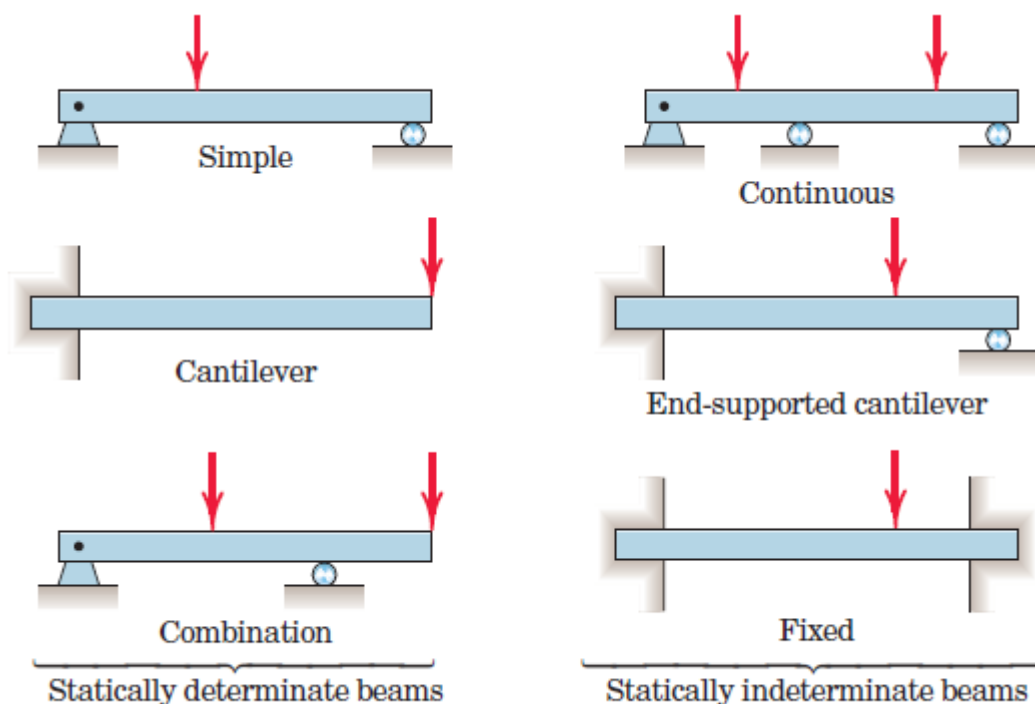 Simple
Continuous
Cantilever
End-supported cantilever
Combination
Fixed
Statically determinate beams
Statically indeterminate beams